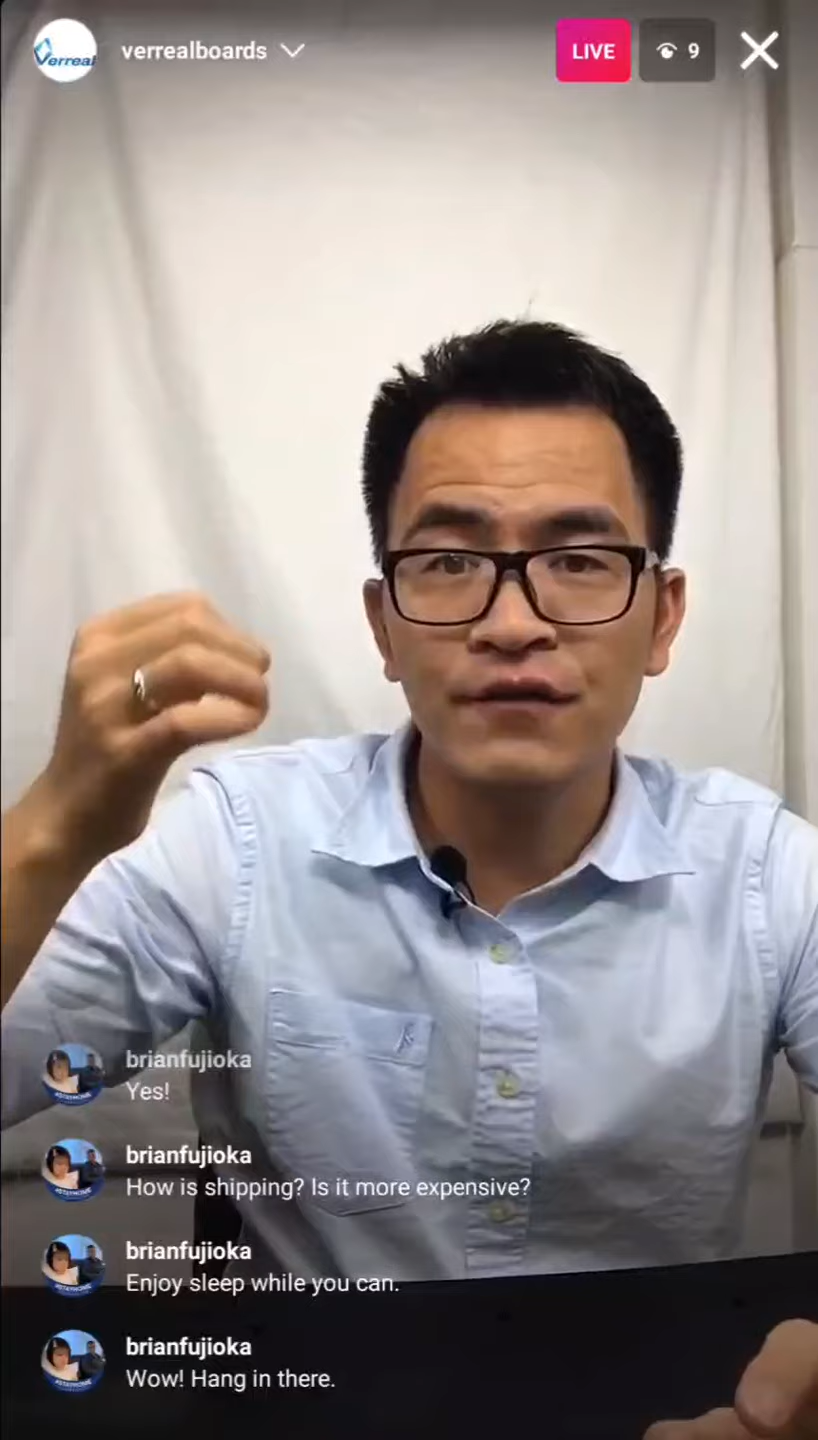 Verreal
verrealboards
LIVE
9
brianfujioka
Yes!
brianfujioka
How is shipping? Is it more expensive?
brianfujioka
Enjoy sleep while you can.
brianfujioka
Wow! Hang in there.